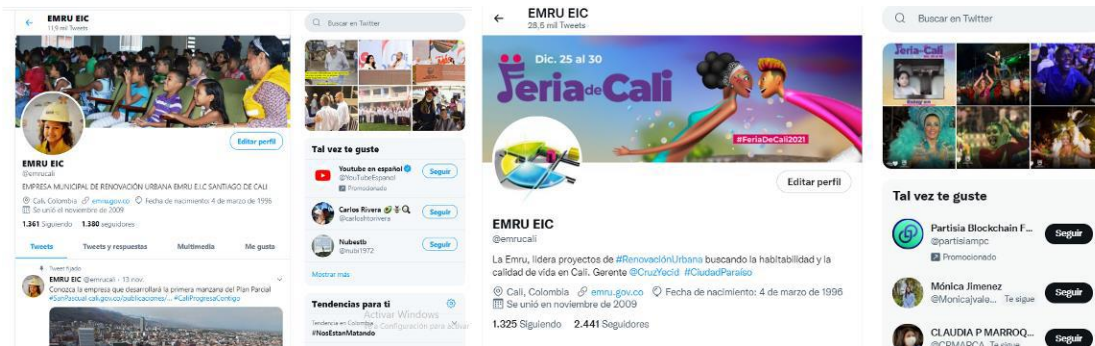 EMRU EIC
11,9 mil Tweets
Editar perfil
EMRU EIC
@emrucali
EMPRESA MUNICIPAL DE RENOVACIÓN URBANA EMRU E.I.C SANTIAGO DE CALI
Cali, Colombia emru.gov.co Fecha de nacimiento: 4 de marzo de 1996
Se unió el noviembre de 2009
1.361 Siguiendo 1.380 seguidores
Tweets Tweets y respuestas Multimedia Me gusta
Tweet fijado
EMRU EIC @emrucali · 13 nov.
Conozca la empresa que desarrollará la primera manzana del Plan Parcial
#SanPascual cali.gov.co/publicaciones/... #CaliProgresaContigo
Buscar en Twitter
Tal vez te guste
Youtube en español
@YouTubeEspanol
Promocionado
Seguir
Carlos Rivera
@carloshtorivera
Seguir
Nubestb
@nubi1972
Seguir
Mostrar más
Tendencias para ti
Activar Windows
Tendencia en Colombia
#NosEstanMatando
EMRU EIC
28,5 mil Tweets
Dic. 25 al 30
Feria de Cali
#FeriaDeCali2021
Editar perfil
EMRU EIC
@emrucali
La Emru, lidera proyectos de #RenovaciónUrbana buscando la habitabilidad y la
calidad de vida en Cali. Gerente @CruzYecid #CiudadParaíso
Cali, Colombia emru.gov.co Fecha de nacimiento: 4 de marzo de 1996
Se unió en noviembre de 2009
1.325 Siguiendo 2.441 Seguidores
Buscar en Twitter
Feria de Cali
Tal vez te guste
Partisia Blockchain F...
@partisiampc
Promocionado
Seguir
Mónica Jimenez
@Monicajvale... Te sigue
Seguir
CLAUDIA P MARROQ...
@CPMARCA Te sigue
Seguir